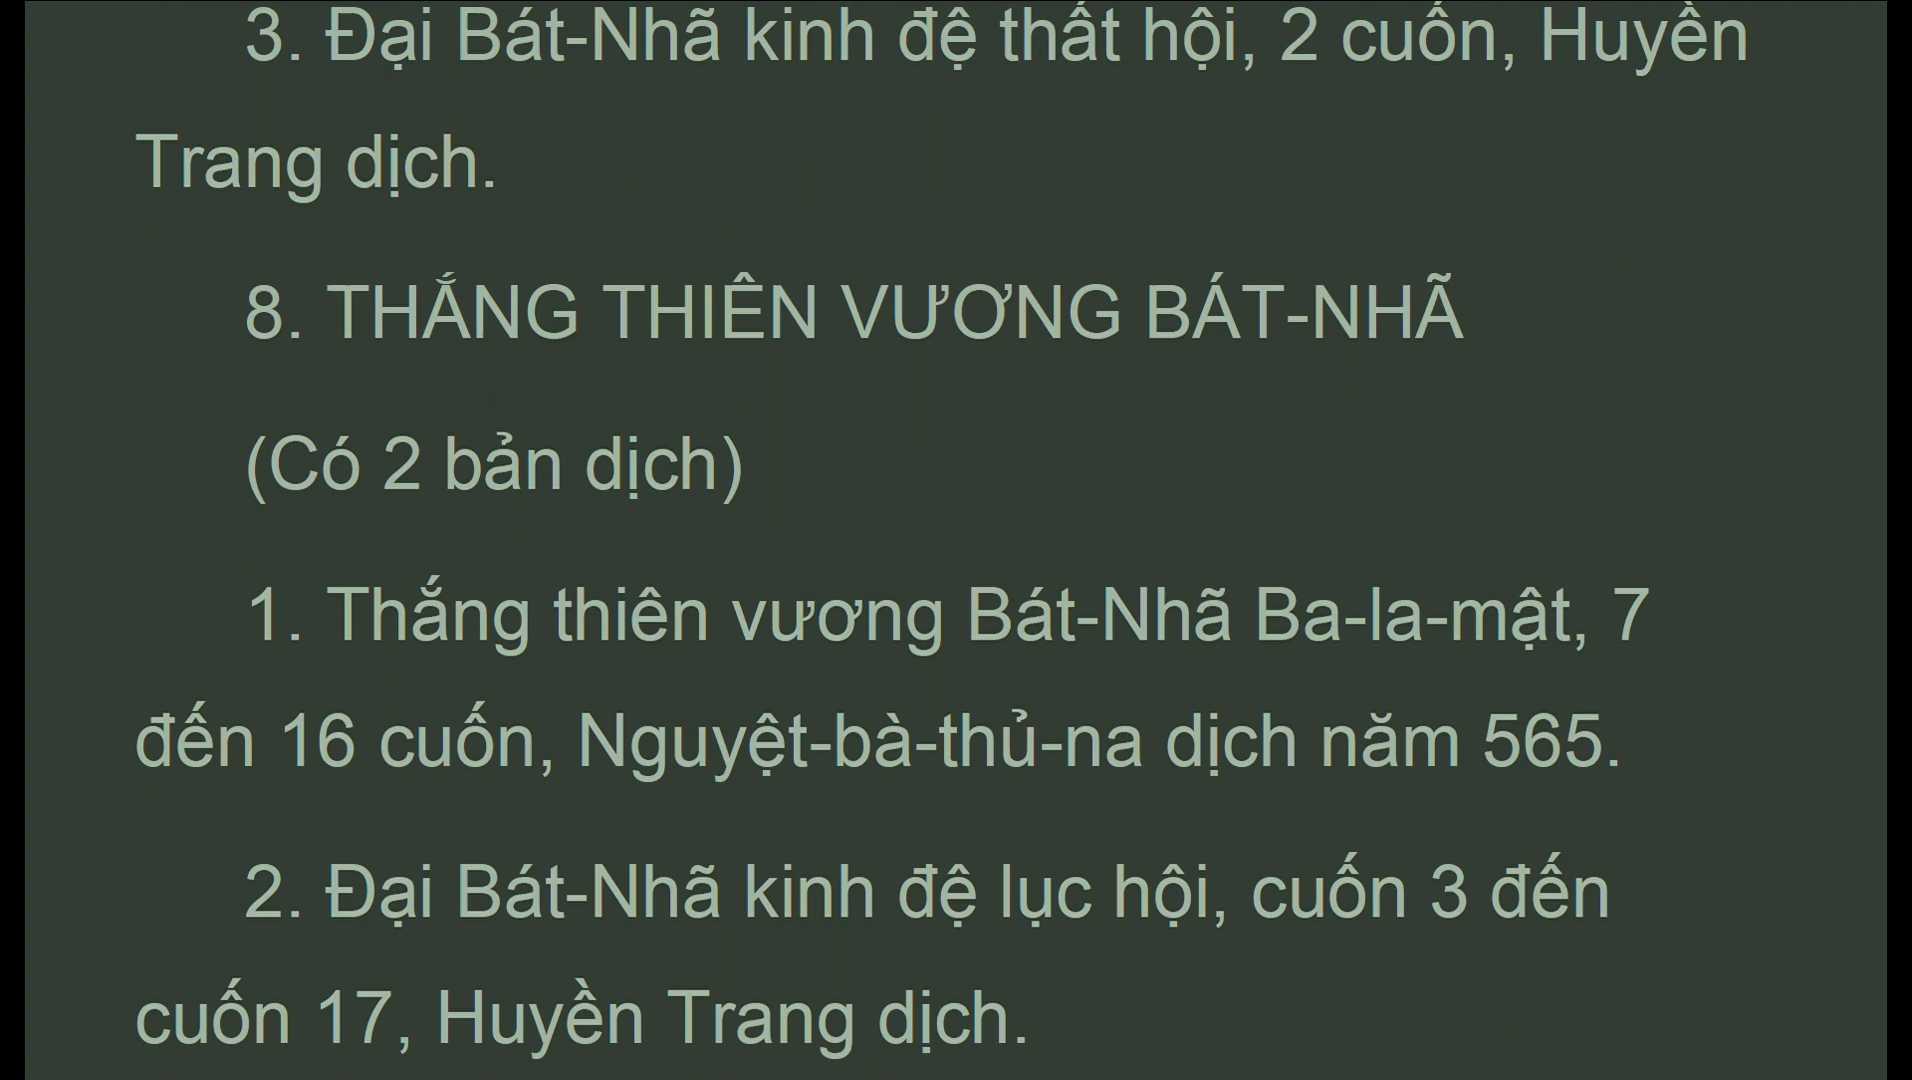 3. Đại Bát-Nhã kinh đệ thất hội, 2 cuốn, Huyền
Trang dịch.
8. THẮNG THIÊN VƯƠNG BÁT-NHÃ
(Có 2 bản dịch)
1. Thắng thiên vương Bát-Nhã Ba-la-mật, 7
đến 16 cuốn, Nguyệt-bà-thủ-na dịch năm 565.
2. Đại Bát-Nhã kinh đệ lục hội, cuốn 3 đến
cuốn 17, Huyền Trang dịch.